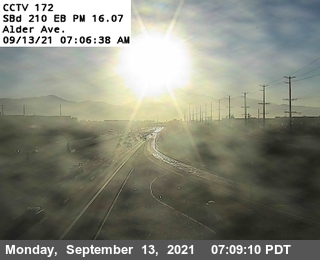 CCTV 172
SBd 210 EB PM 16.07
Alder Ave.
09/13/21 07:06:38 AM
Monday, September 13, 2021 07:09:10 PDT